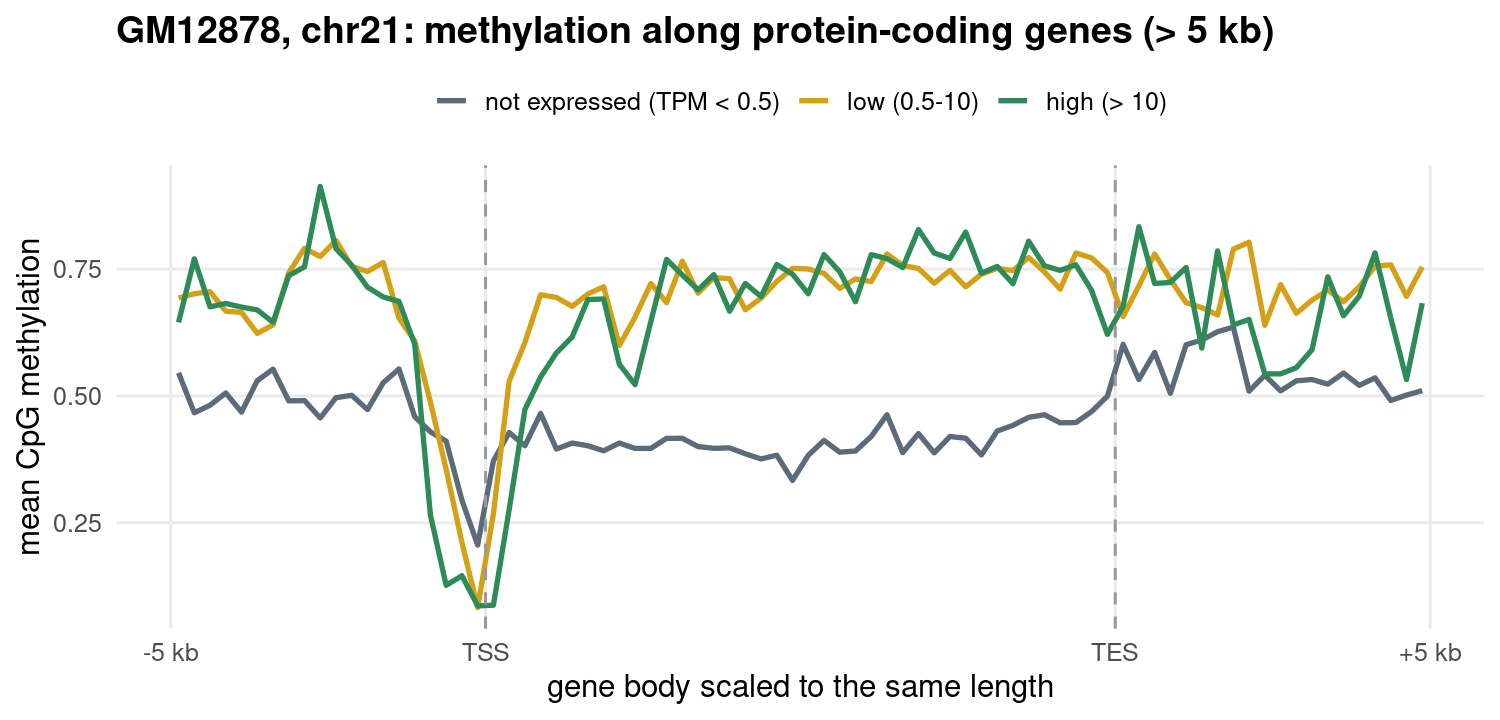 GM12878, chr21: methylation along protein-coding genes (> 5 kb)
not expressed (TPM < 0.5) low (0.5-10) high (> 10)
mean CpG methylation
0.75
0.50
0.25
-5 kb TSS TES +5 kb
gene body scaled to the same length